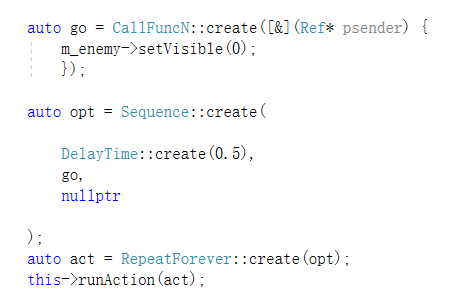 auto go = CallFuncN::create([&](Ref* psender) {
m_enemy->setVisible(0);
});
auto opt = Sequence::create(
DelayTime::create(0.5),
go,
nullptr
);
auto act = RepeatForever::create(opt);
this->runAction(act);